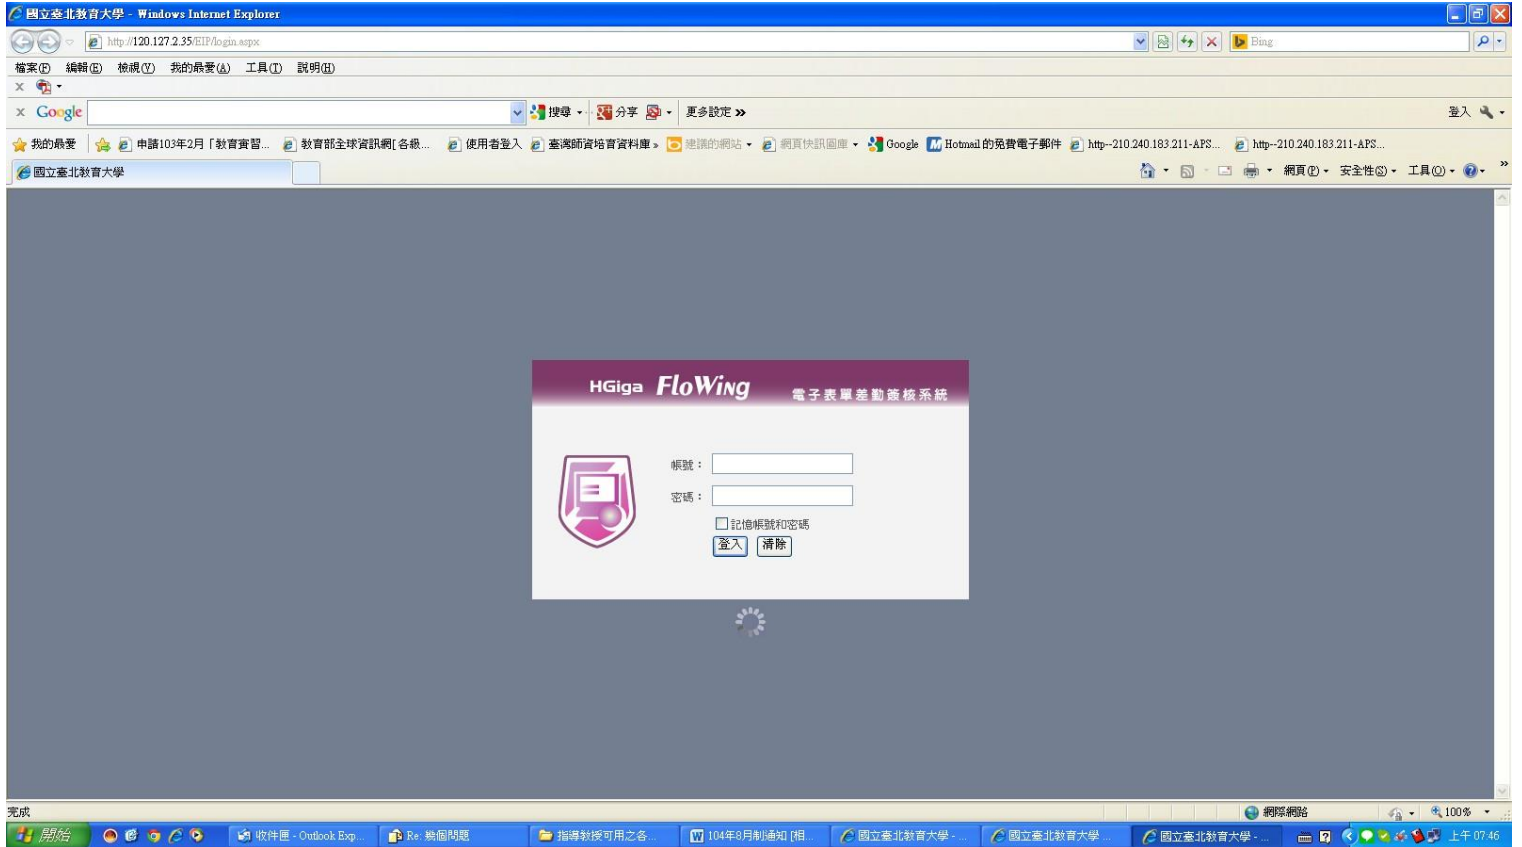 國立臺北教育大學 - Windows Internet Explorer
http://120.127.2.35/EIP/login.aspx
Bing
檔案(F) 編輯(E) 檢視(V) 我的最愛(A) 工具(T) 說明(H)
x
x Google 搜尋 分享 更多設定 » 登入
我的最愛 申請103年2月「教育實習... 教育部全球資訊網[各級... 使用者登入 臺灣師資培育資料庫» 建議的網站 網頁快訊圖庫 Google Hotmail 的免費電子郵件 http--210.240.183.211-APS... http--210.240.183.211-APS...
國立臺北教育大學 網頁(P) 安全性(S) 工具(O) »
HGiga FloWing 電子表單差勤簽核系統
帳號：
密碼：
記憶帳號和密碼
登入 清除
完成 網際網路 100%
開始 收件匣 - Outlook Exp... Re: 幾個問題 指導教授可用之各... 104年8月制通知 [相... 國立臺北教育大學 - ... 國立臺北教育大學 ... 國立臺北教育大學 - ... 上午 07:46